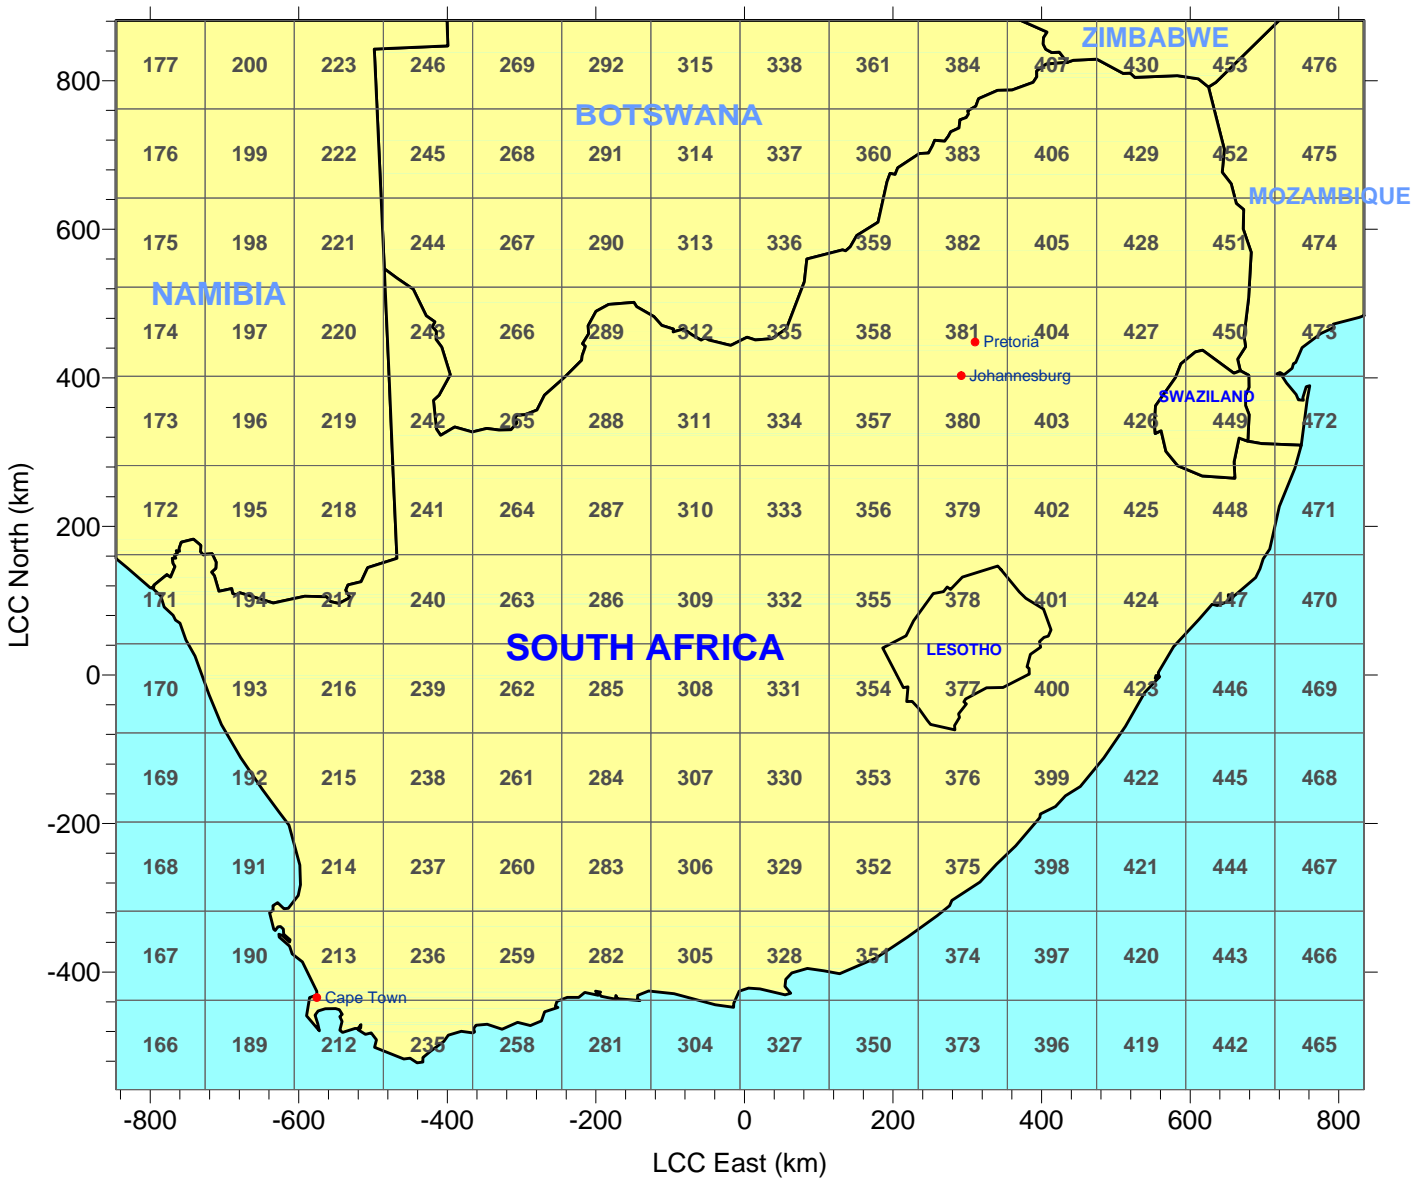 ZIMBABWE
177 200 223 246 269 292 315 338 361 384 407 430 453 476
800
BOTSWANA
176 199 222 245 268 291 314 337 360 383 406 429 452 475
MOZAMBIQUE
600
175 198 221 244 267 290 313 336 359 382 405 428 451 474
NAMIBIA
174 197 220 243 266 289 312 335 358 381 404 427 450 473
Pretoria
400
Johannesburg
SWAZILAND
173 196 219 242 265 288 311 334 357 380 403 426 449 472
172 195 218 241 264 287 310 333 356 379 402 425 448 471
200
171 194 217 240 263 286 309 332 355 378 401 424 447 470
SOUTH AFRICA
LESOTHO
0
170 193 216 239 262 285 308 331 354 377 400 423 446 469
169 192 215 238 261 284 307 330 353 376 399 422 445 468
-200
168 191 214 237 260 283 306 329 352 375 398 421 444 467
167 190 213 236 259 282 305 328 351 374 397 420 443 466
-400
Cape Town
166 189 212 235 258 281 304 327 350 373 396 419 442 465
-800 -600 -400 -200 0 200 400 600 800
LCC East (km)
LCC North (km)